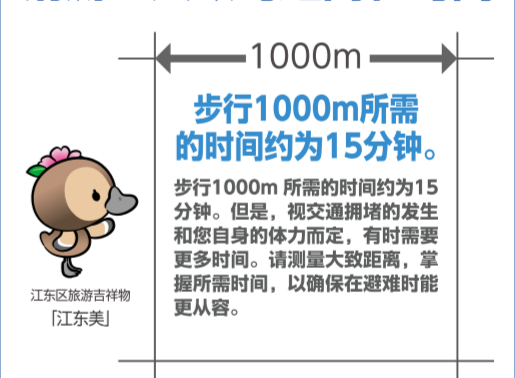 1000m
步行1000m所需
的时间约为15分钟。
步行1000m 所需的时间约为15
分钟。但是，视交通拥堵的发生
和您自身的体力而定，有时需要
更多时间。请测量大致距离，掌
握所需时间，以确保在避难时能
更从容。
江东区旅游吉祥物
「江东美」